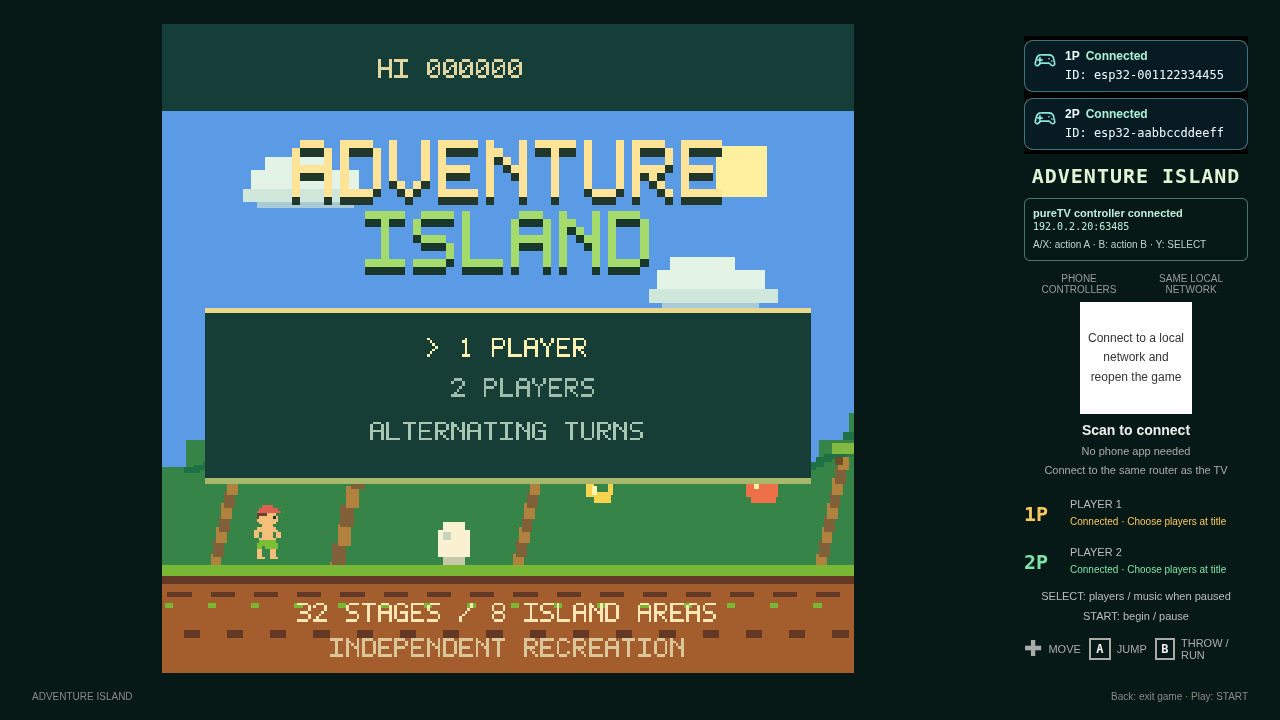 HI 000000
ADVENTURE
ISLAND
> 1 PLAYER
2 PLAYERS
ALTERNATING TURNS
32 STAGES / 8 ISLAND AREAS
INDEPENDENT RECREATION
1P Connected
ID: esp32-001122334455
2P Connected
ID: esp32-aabbccddeeff
ADVENTURE ISLAND
pureTV controller connected
192.0.2.20:63485
A/X: action A · B: action B · Y: SELECT
PHONE CONTROLLERS
SAME LOCAL NETWORK
Connect to a local
network and
reopen the game
Scan to connect
No phone app needed
Connect to the same router as the TV
1P PLAYER 1
Connected · Choose players at title
2P PLAYER 2
Connected · Choose players at title
SELECT: players / music when paused
START: begin / pause
MOVE A JUMP B THROW / RUN
ADVENTURE ISLAND
Back: exit game · Play: START